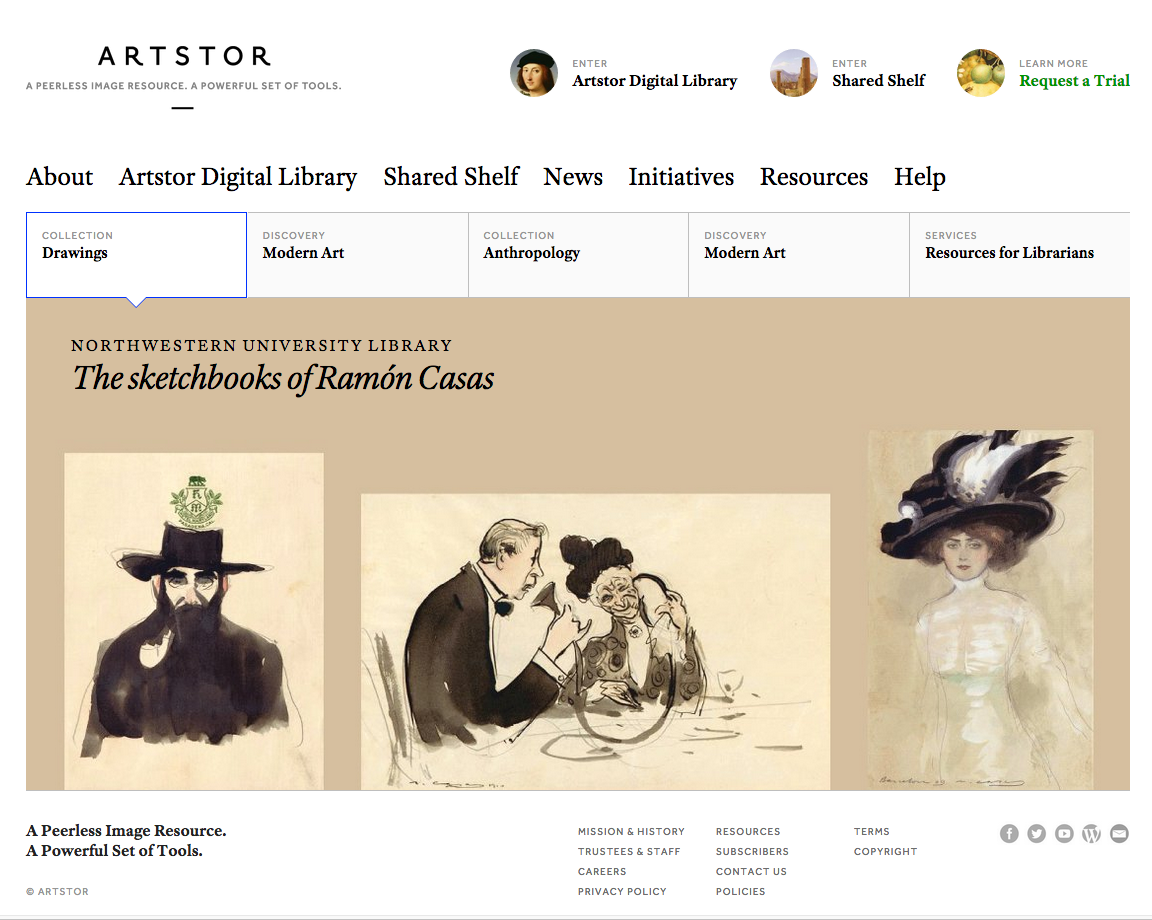 ARTSTOR
A PEERLESS IMAGE RESOURCE. A POWERFUL SET OF TOOLS.
ENTER
Artstor Digital Library
ENTER
Shared Shelf
LEARN MORE
Request a Trial
About Artstor Digital Library Shared Shelf News Initiatives Resources Help
COLLECTION
Drawings
DISCOVERY
Modern Art
COLLECTION
Anthropology
DISCOVERY
Modern Art
SERVICES
Resources for Librarians
NORTHWESTERN UNIVERSITY LIBRARY
The sketchbooks of Ramón Casas
A Peerless Image Resource.
A Powerful Set of Tools.
© ARTSTOR
MISSION & HISTORY
TRUSTEES & STAFF
CAREERS
PRIVACY POLICY
RESOURCES
SUBSCRIBERS
CONTACT US
POLICIES
TERMS
COPYRIGHT